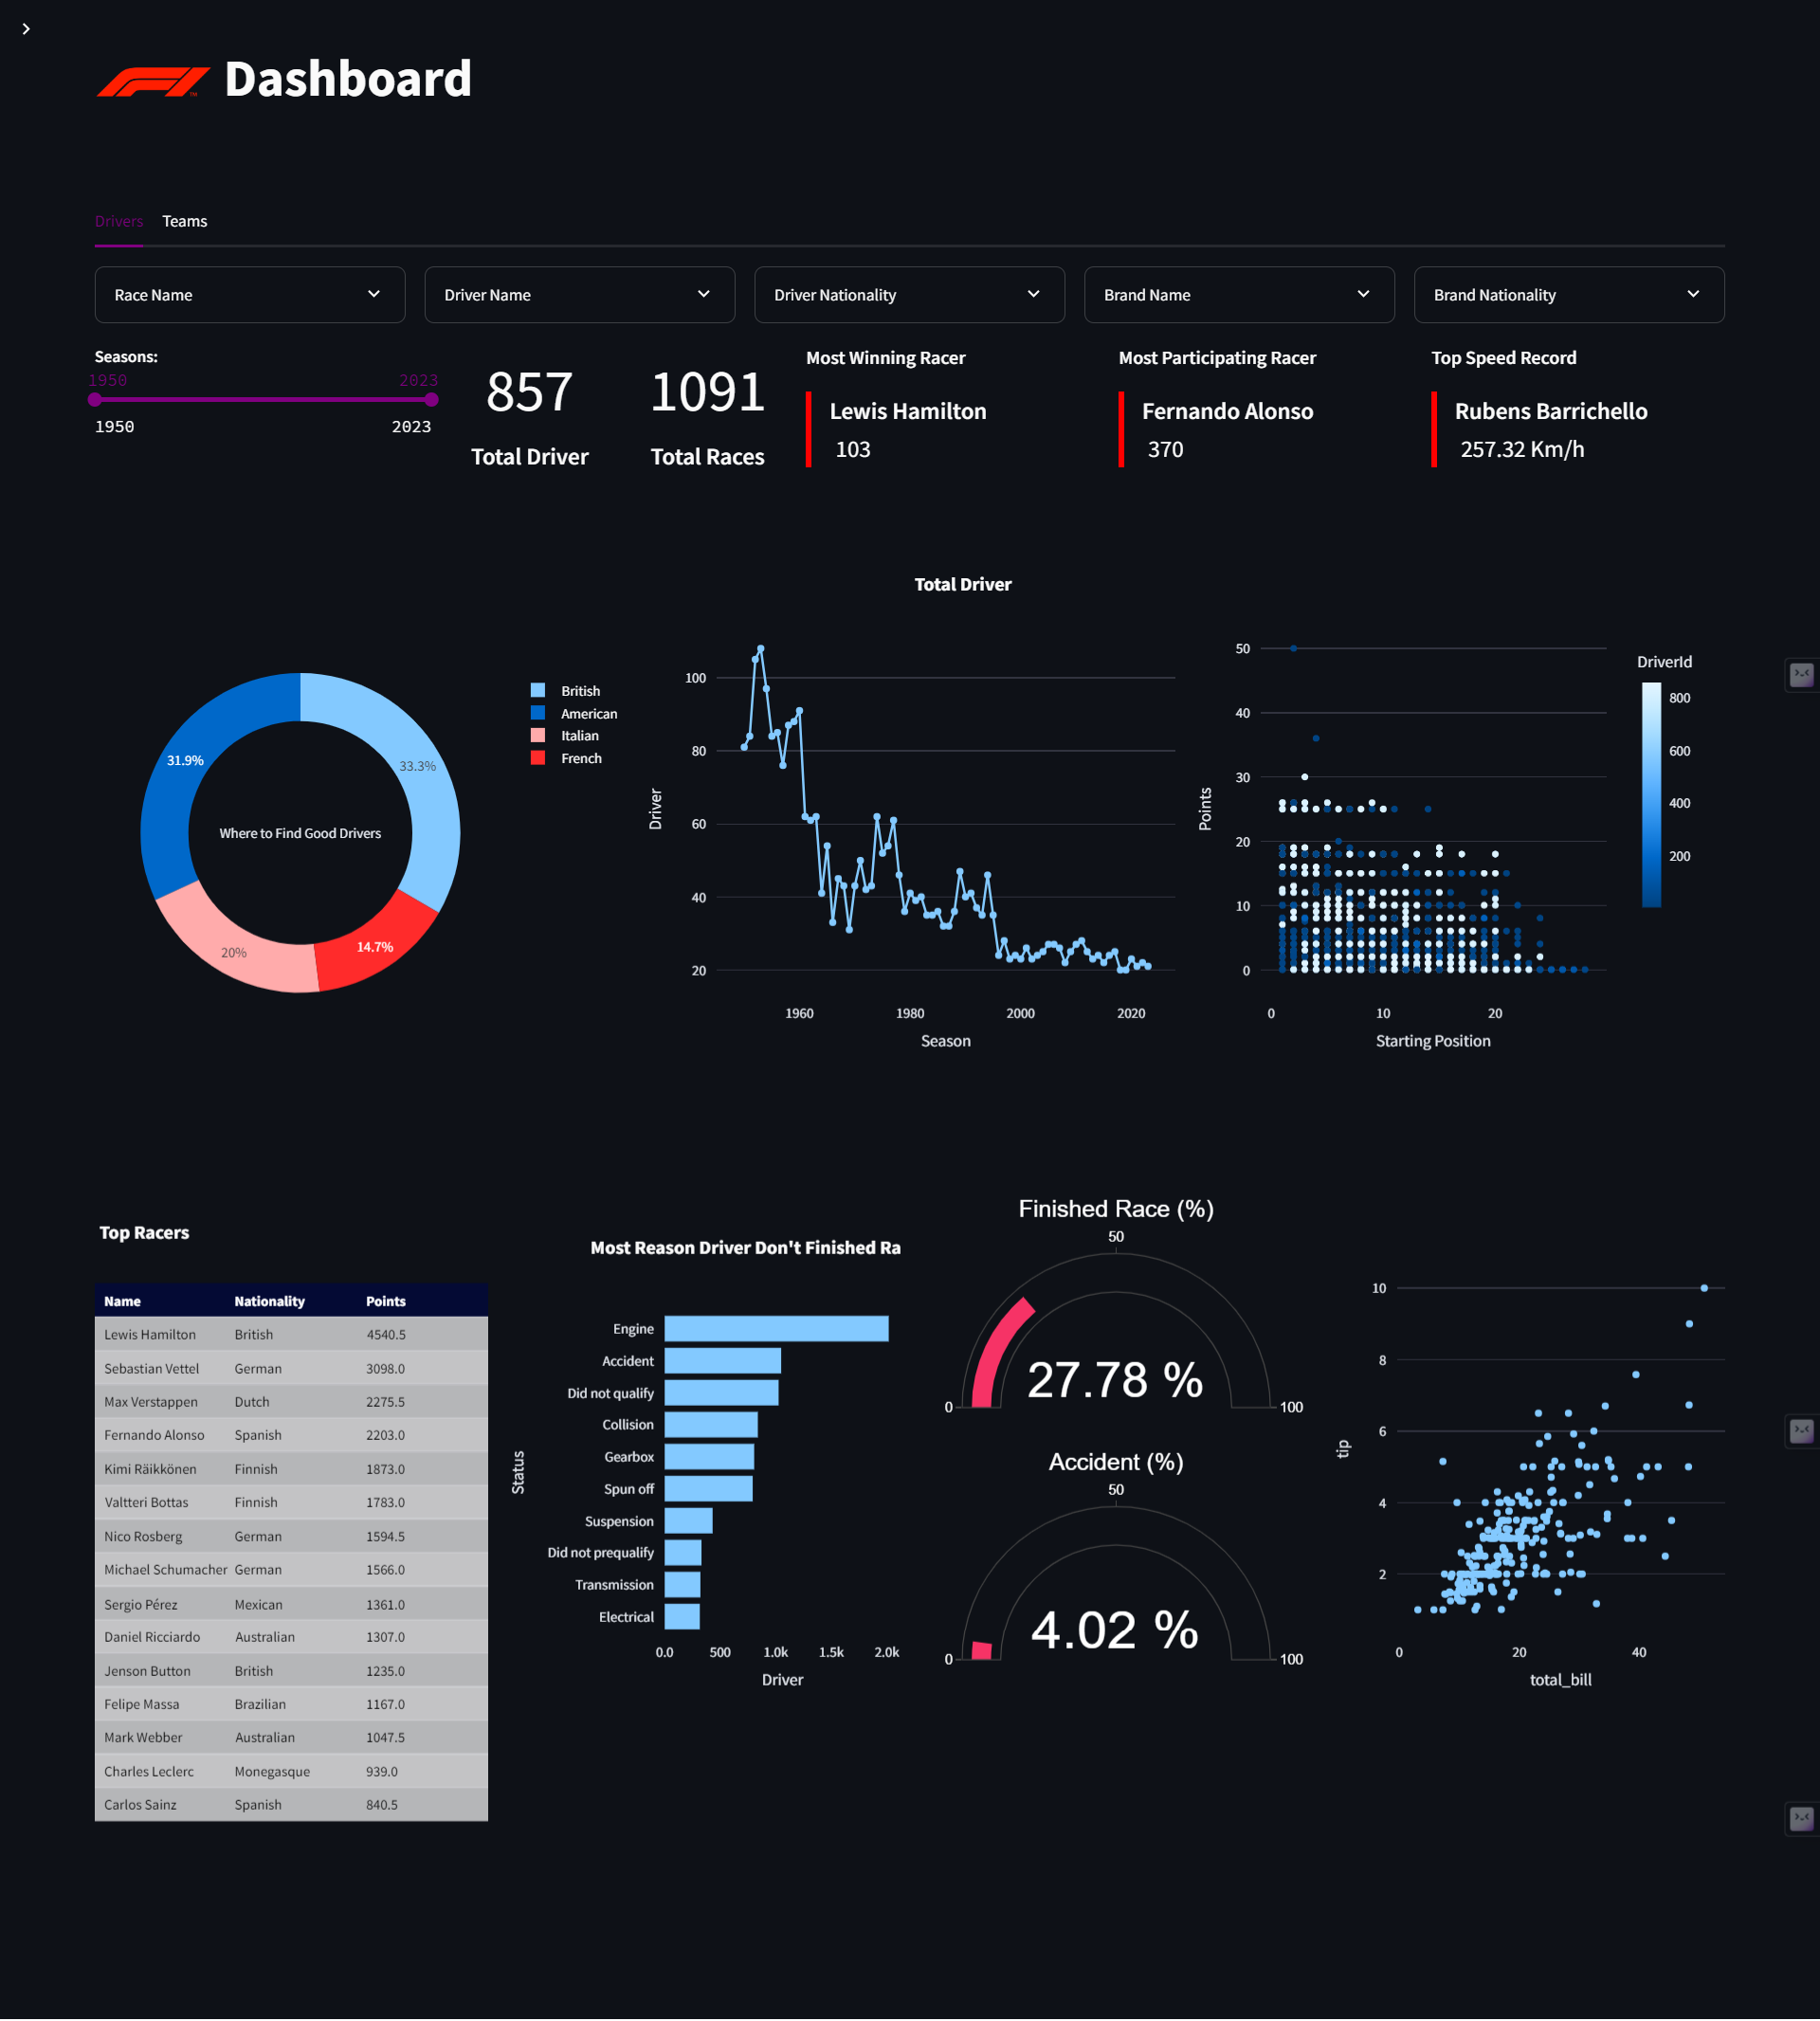 Dashboard
Drivers Teams
Race Name Driver Name Driver Nationality Brand Name Brand Nationality
Seasons:
1950 2023
1950 2023
857
Total Driver
1091
Total Races
Most Winning Racer
Lewis Hamilton
103
Most Participating Racer
Fernando Alonso
370
Top Speed Record
Rubens Barrichello
257.32 Km/h
33.3%
31.9%
20%
14.7%
Where to Find Good Drivers
British
American
Italian
French
Total Driver
100
80
60
40
20
Driver
1960 1980 2000 2020
Season
50
40
30
20
10
0
Points
0 10 20
Starting Position
DriverId
800
600
400
200
Top Racers
Name Nationality Points
Lewis Hamilton British 4540.5
Sebastian Vettel German 3098.0
Max Verstappen Dutch 2275.5
Fernando Alonso Spanish 2203.0
Kimi Räikkönen Finnish 1873.0
Valtteri Bottas Finnish 1783.0
Nico Rosberg German 1594.5
Michael Schumacher German 1566.0
Sergio Pérez Mexican 1361.0
Daniel Ricciardo Australian 1307.0
Jenson Button British 1235.0
Felipe Massa Brazilian 1167.0
Mark Webber Australian 1047.5
Charles Leclerc Monegasque 939.0
Carlos Sainz Spanish 840.5
Most Reason Driver Don't Finished Ra
Status
Engine
Accident
Did not qualify
Collision
Gearbox
Spun off
Suspension
Did not prequalify
Transmission
Electrical
0.0 500 1.0k 1.5k 2.0k
Driver
Finished Race (%)
50
0 100
27.78 %
Accident (%)
50
0 100
4.02 %
10
8
6
4
2
tip
0 20 40
total_bill